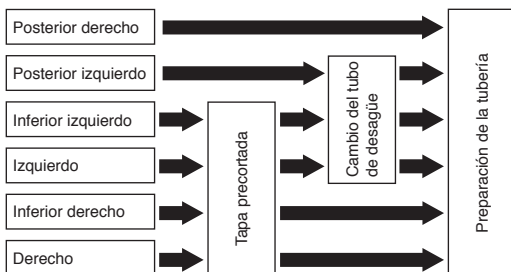 Posterior derecho
Posterior izquierdo
Inferior izquierdo
Izquierdo
Inferior derecho
Derecho
Tapa precortada
Cambio del tubo
de desagüe
Preparación de la tubería